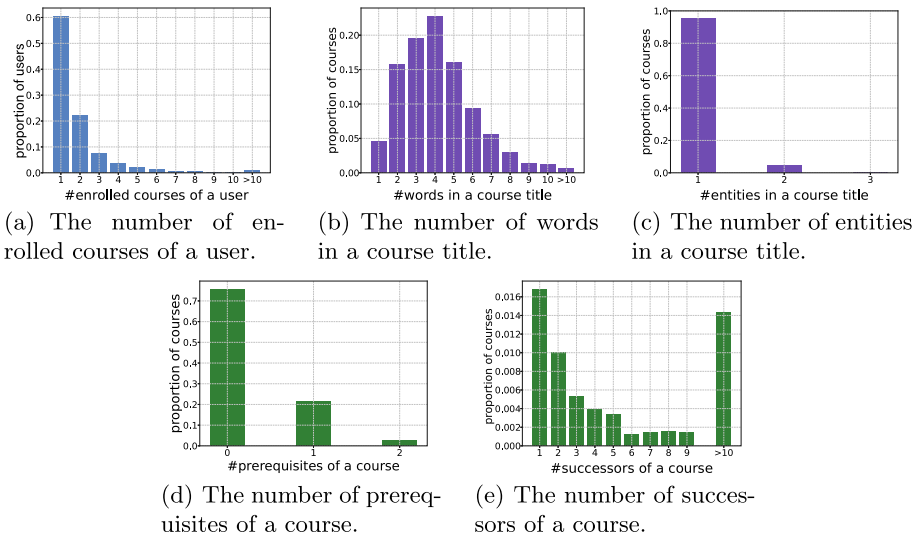 proportion of users
0.6
0.5
0.4
0.3
0.2
0.1
0.0
1 2 3 4 5 6 7 8 9 10 >10
#enrolled courses of a user
(a) The number of en-
rolled courses of a user.
proportion of courses
0.20
0.15
0.10
0.05
0.00
1 2 3 4 5 6 7 8 9 10 >10
#words in a course title
(b) The number of words
in a course title.
proportion of courses
1.0
0.8
0.6
0.4
0.2
0.0
1 2 3
#entities in a course title
(c) The number of entities
in a course title.
proportion of courses
0.7
0.6
0.5
0.4
0.3
0.2
0.1
0.0
0 1 2
#prerequisites of a course
(d) The number of prereq-
uisites of a course.
proportion of courses
0.016
0.014
0.012
0.010
0.008
0.006
0.004
0.002
0.000
1 2 3 4 5 6 7 8 9 >10
#successors of a course
(e) The number of succes-
sors of a course.